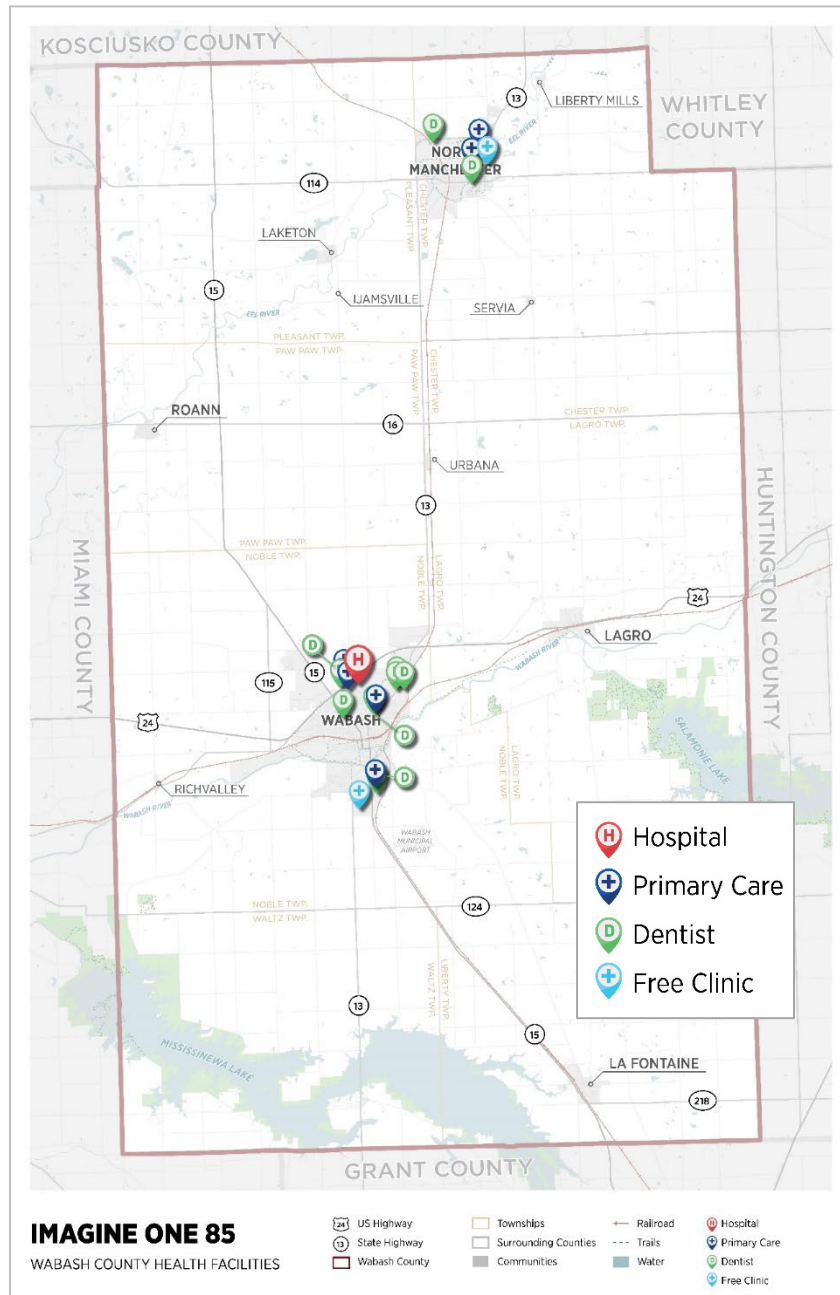 KOSCIUSKO COUNTY
13
LIBERTY MILLS
WHITLEY
COUNTY
D
EEL RIVER
NOR
MANCHESTER
D
114
PLEASANT TWP.
CHESTER TWP.
LAKETON
15
IJAMSVILLE
SERVIA
EEL RIVER
PLEASANT TWP.
PAW PAW TWP.
PAW PAW TWP.
CHESTER TWP.
ROANN
16
CHESTER TWP.
LAGRO TWP.
URBANA
13
HUNTINGTON COUNTY
MIAMI COUNTY
PAW PAW TWP.
NOBLE TWP.
NOBLE TWP.
LAGRO TWP.
24
LAGRO
WABASH RIVER
D
H
15
D
D
115
D
WABASH
24
D
SALAMONIE LAKE
LAGRO TWP.
NOBLE TWP.
D
RICHVALLEY
WABASH RIVER
WABASH
MUNICIPAL
AIRPORT
H Hospital
Primary Care
D Dentist
Free Clinic
NOBLE TWP.
WALTZ TWP.
124
LIBERTY TWP.
WALTZ TWP.
13
15
MISSISSINEWA LAKE
LA FONTAINE
218
GRANT COUNTY
IMAGINE ONE 85
WABASH COUNTY HEALTH FACILITIES
24 US Highway
13 State Highway
Wabash County
Townships
Surrounding Counties
Communities
Railroad
Trails
Water
H Hospital
Primary Care
D Dentist
Free Clinic